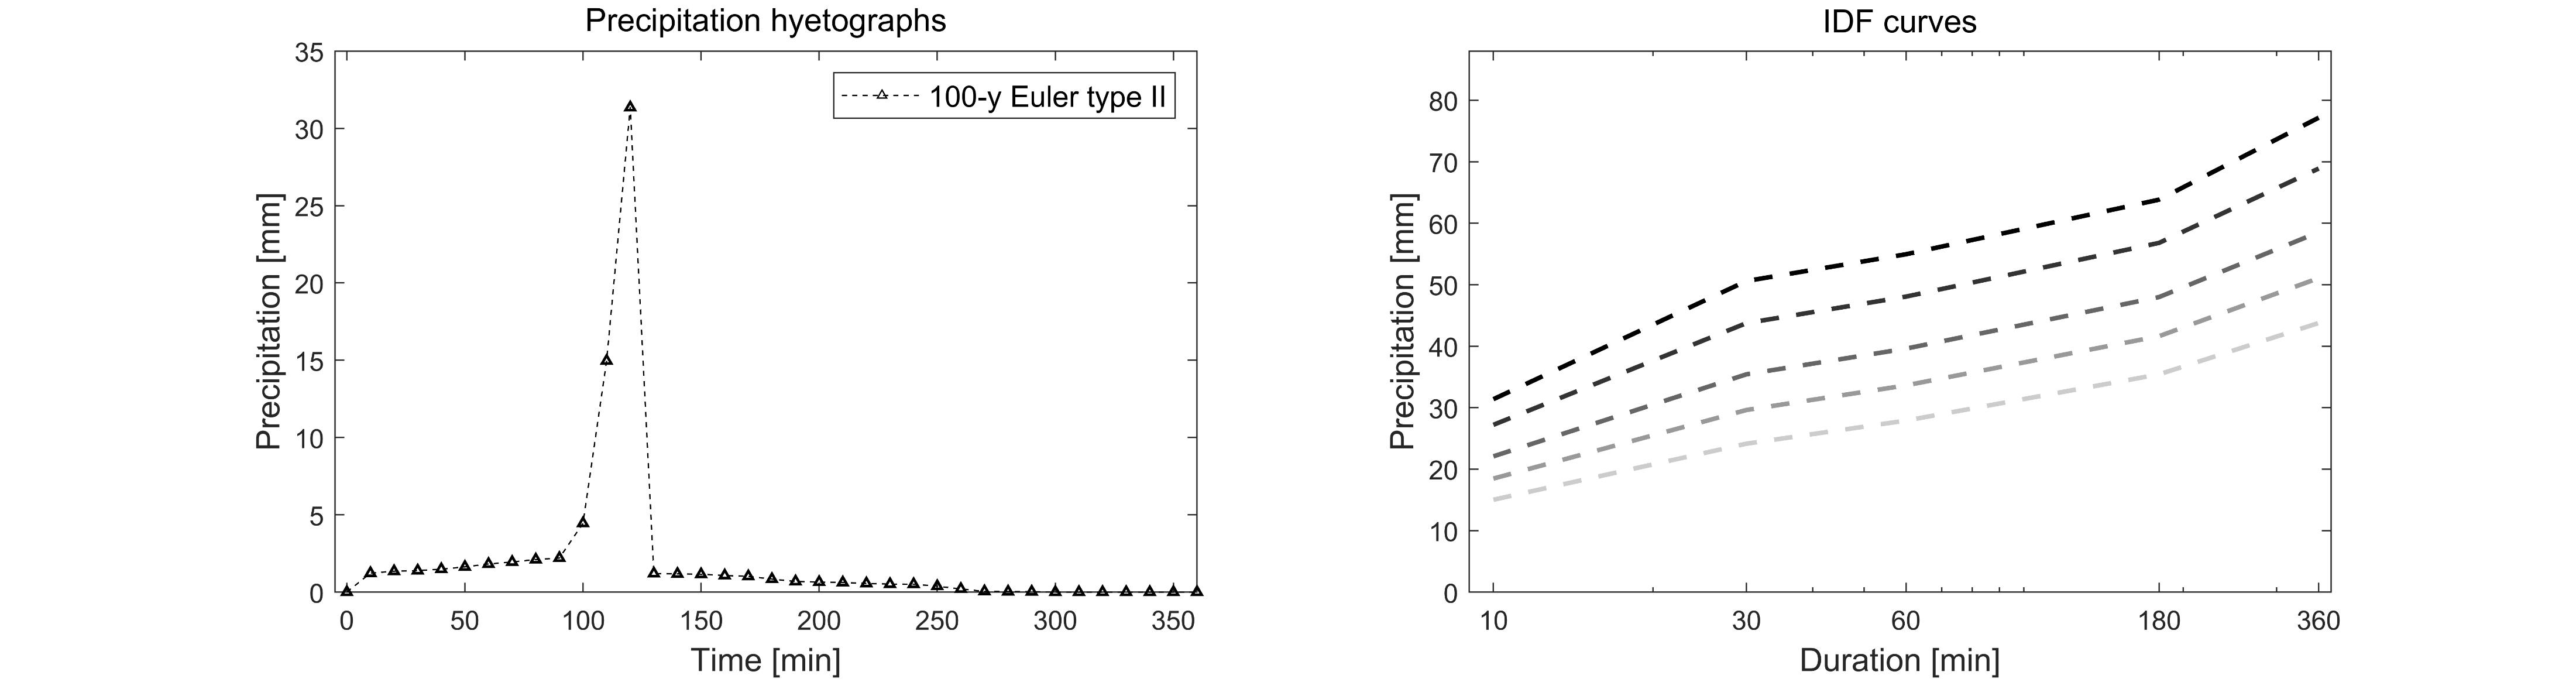 Precipitation hyetographs
35
30
25
20
15
10
5
0
Precipitation [mm]
100-y Euler type II
0 50 100 150 200 250 300 350
Time [min]
IDF curves
80
70
60
50
40
30
20
10
0
Precipitation [mm]
10 30 60 180 360
Duration [min]